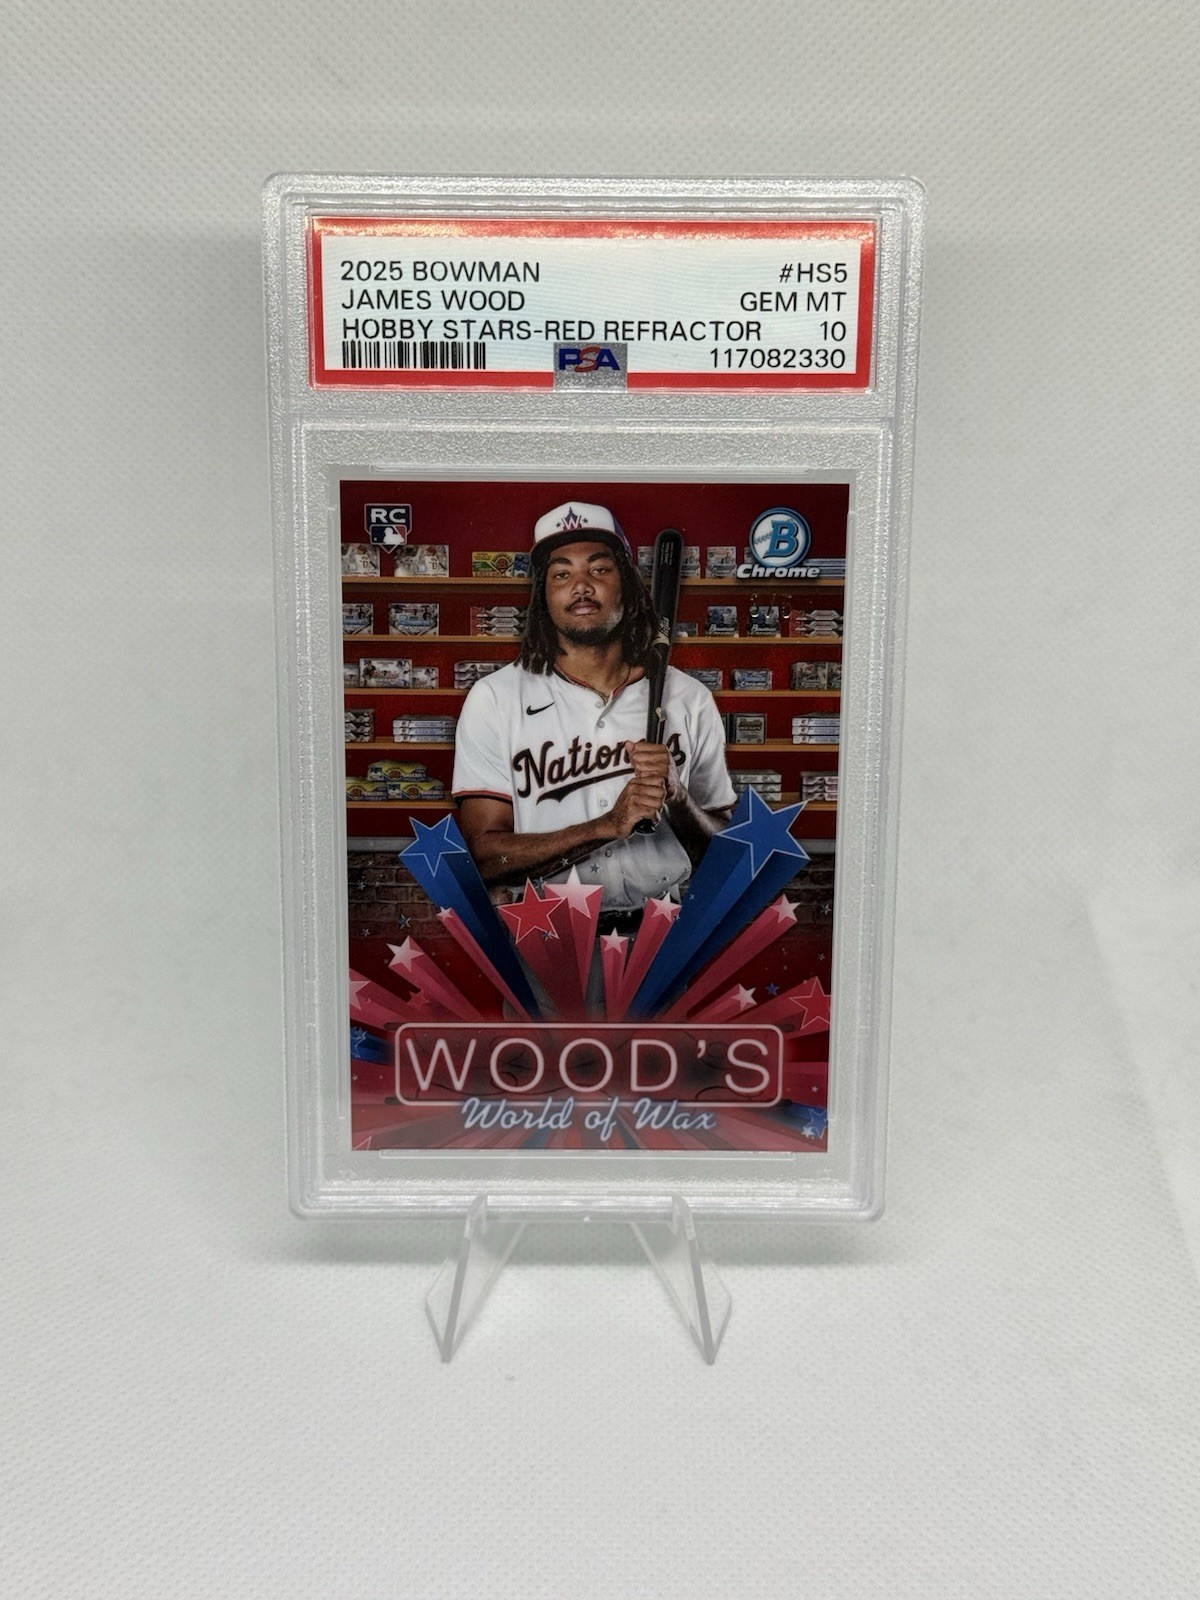 2025 BOWMAN #HS5
JAMES WOOD GEM MT
HOBBY STARS-RED REFRACTOR 10
PSA 117082330
RC
B
Chrome
W
Nationals
WOOD'S
World of Wax